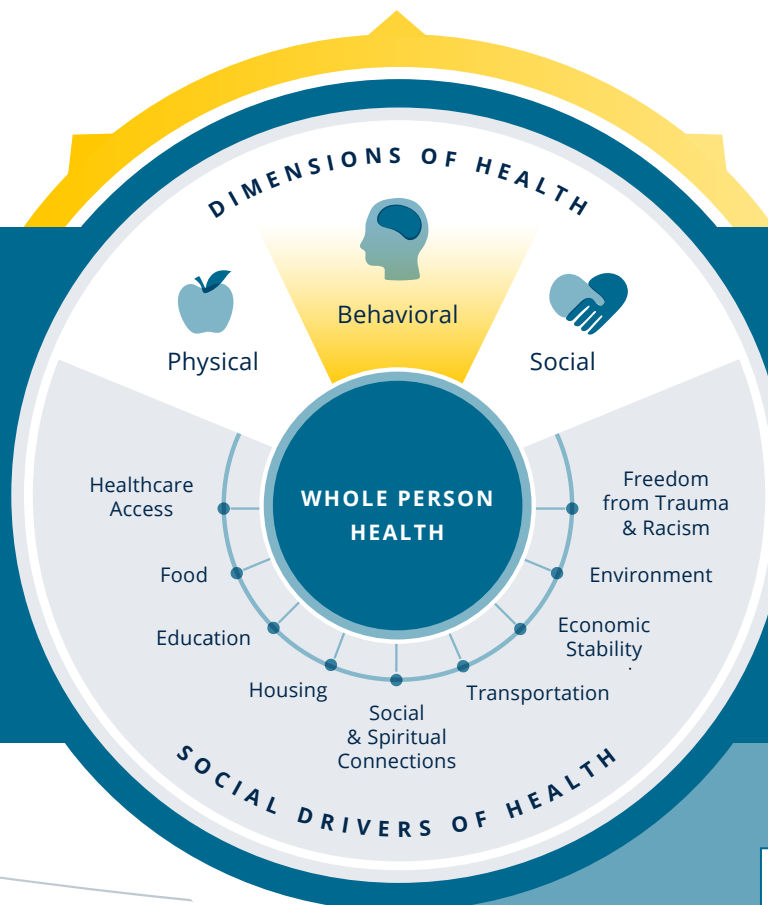 DIMENSIONS OF HEALTH
Behavioral
Physical
Social
WHOLE PERSON
HEALTH
Healthcare
Access
Food
Education
Housing
Social
& Spiritual
Connections
Transportation
Economic
Stability
Environment
Freedom
from Trauma
& Racism
SOCIAL DRIVERS OF HEALTH